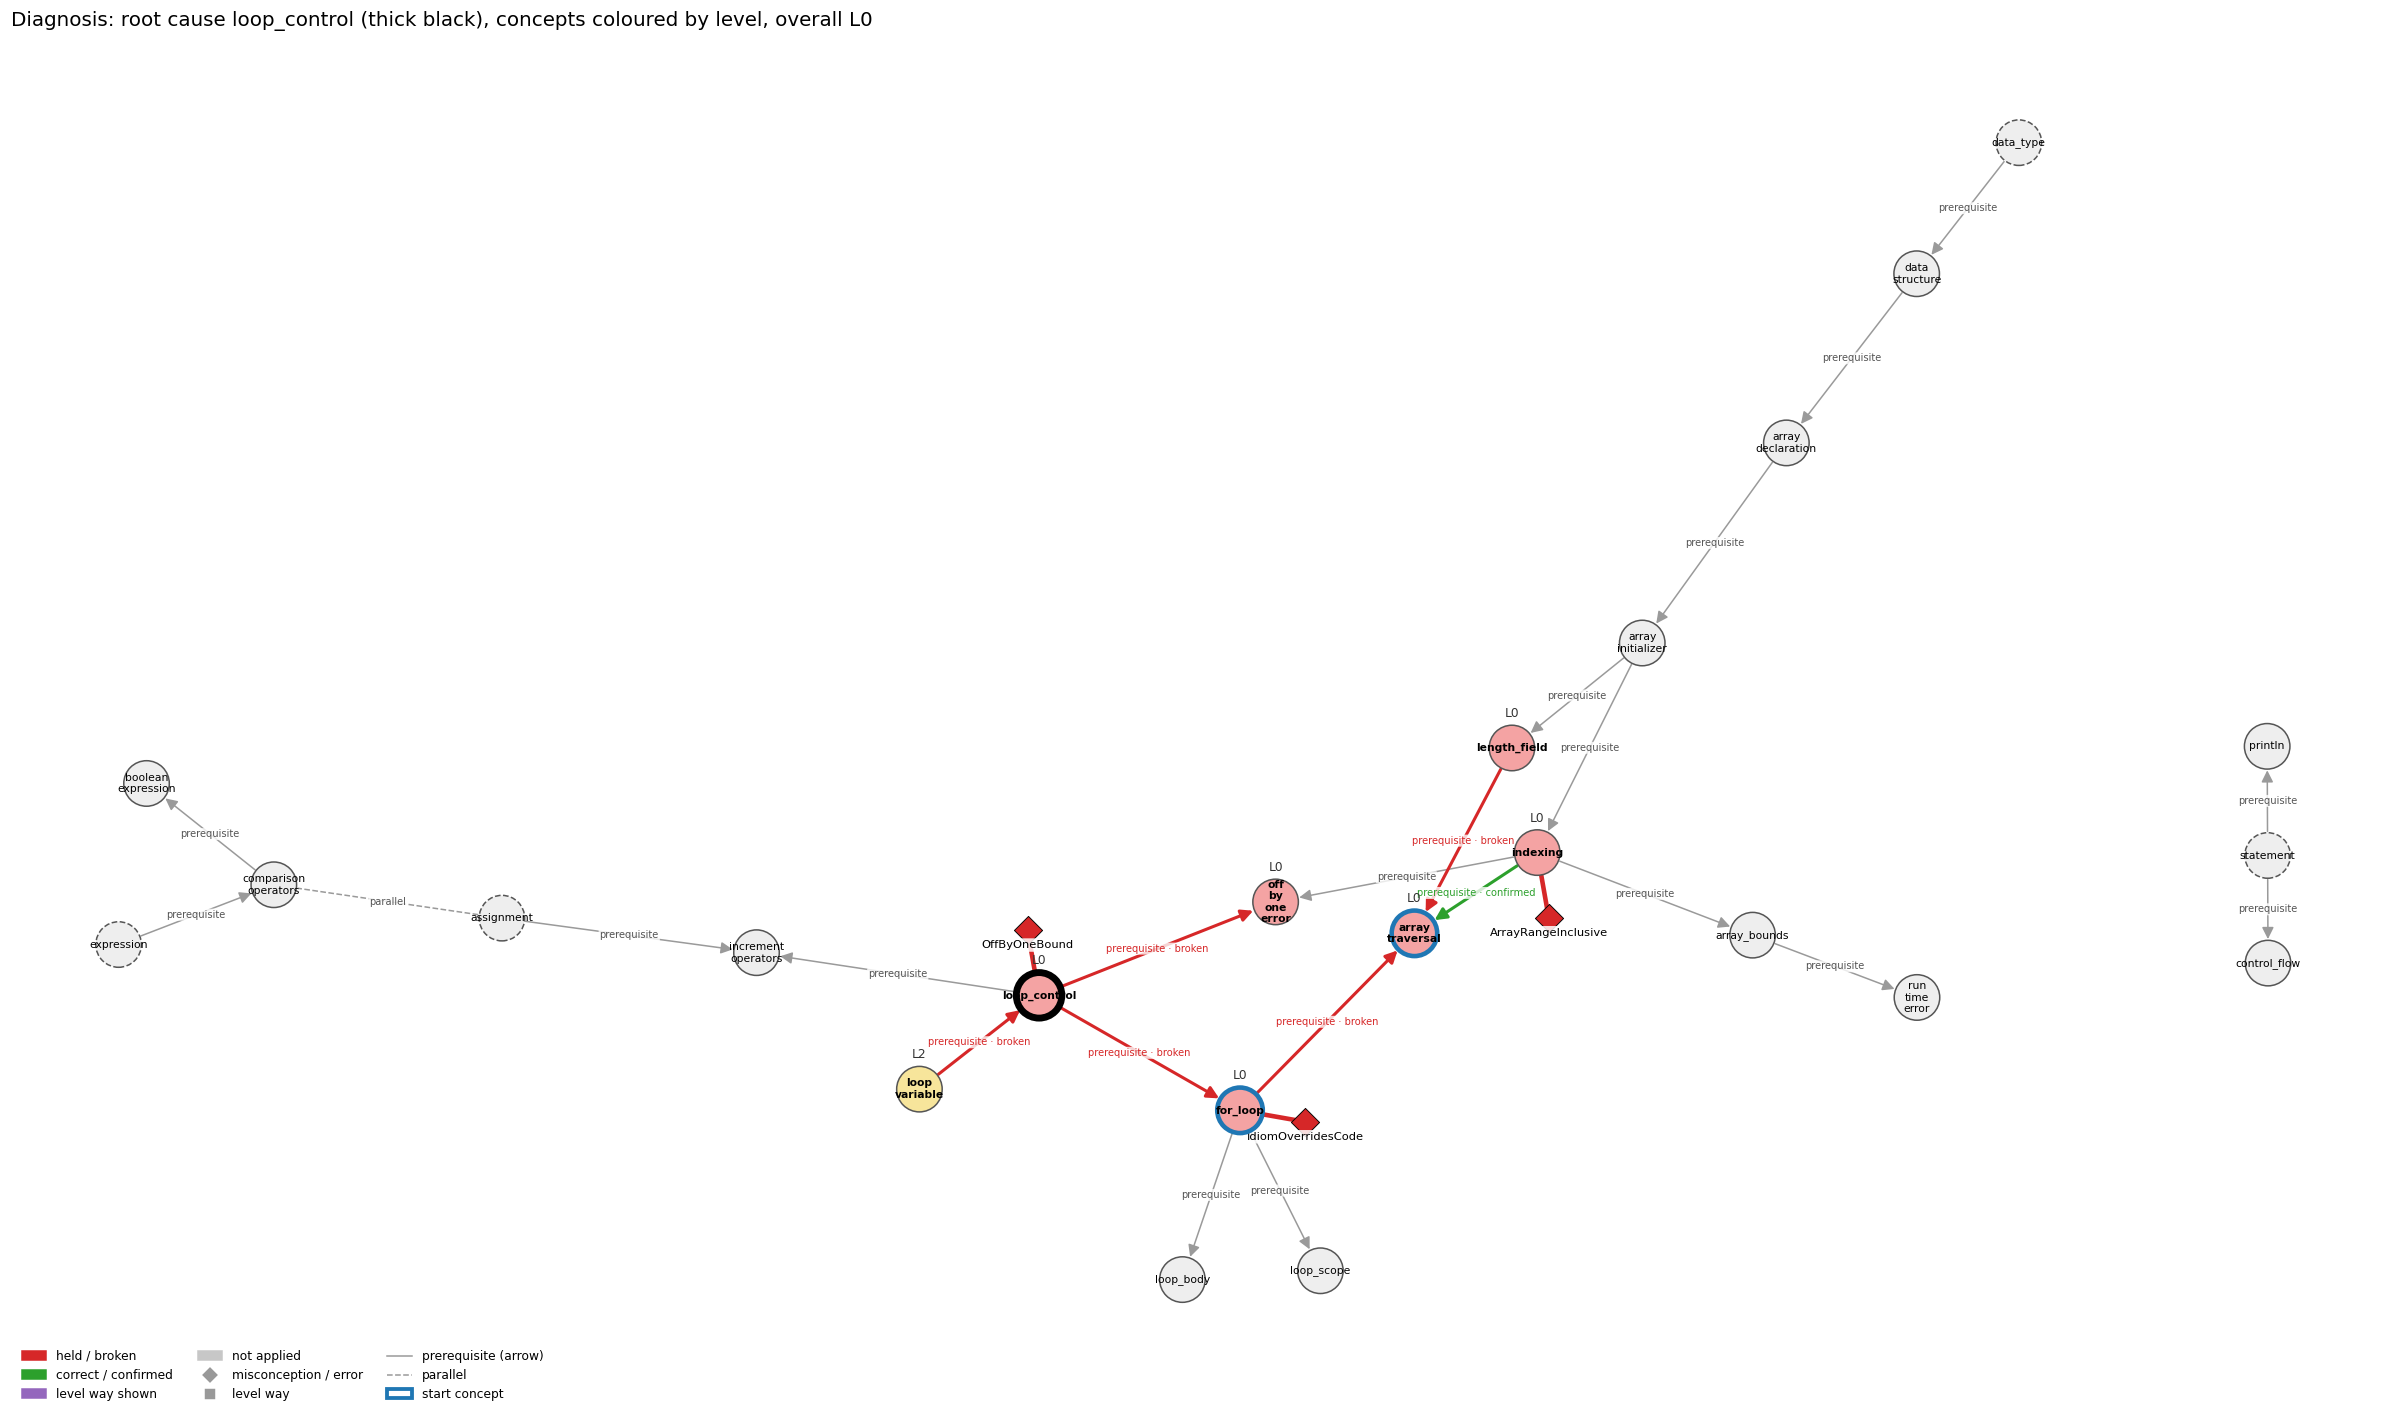 Diagnosis: root cause loop_control (thick black), concepts coloured by level, overall L0
data_type
prerequisite
data
structure
prerequisite
array
declaration
prerequisite
array
initializer
prerequisite
L0
length_field
prerequisite
println
boolean
expression
prerequisite
prerequisite
prerequisite · broken
L0
indexing
statement
L0
off
by
one
error
prerequisite
comparison
operators
parallel
prerequisite · confirmed
prerequisite
L0
array
traversal
prerequisite
assignment
prerequisite
expression
prerequisite
increment
operators
OffByOneBound
prerequisite · broken
ArrayRangeInclusive
array_bounds
prerequisite
control_flow
L0
prerequisite
loop_control
run
time
error
prerequisite · broken
prerequisite · broken
prerequisite · broken
L2
loop
variable
L0
for_loop
IdiomOverridesCode
prerequisite
prerequisite
loop_body
loop_scope
held / broken
correct / confirmed
level way shown
not applied
misconception / error
level way
prerequisite (arrow)
parallel
start concept